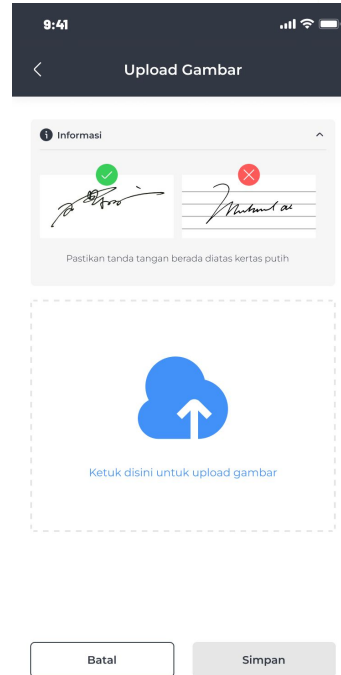 9:41
Upload Gambar
Informasi
Pastikan tanda tangan berada diatas kertas putih
Ketuk disini untuk upload gambar
Batal
Simpan